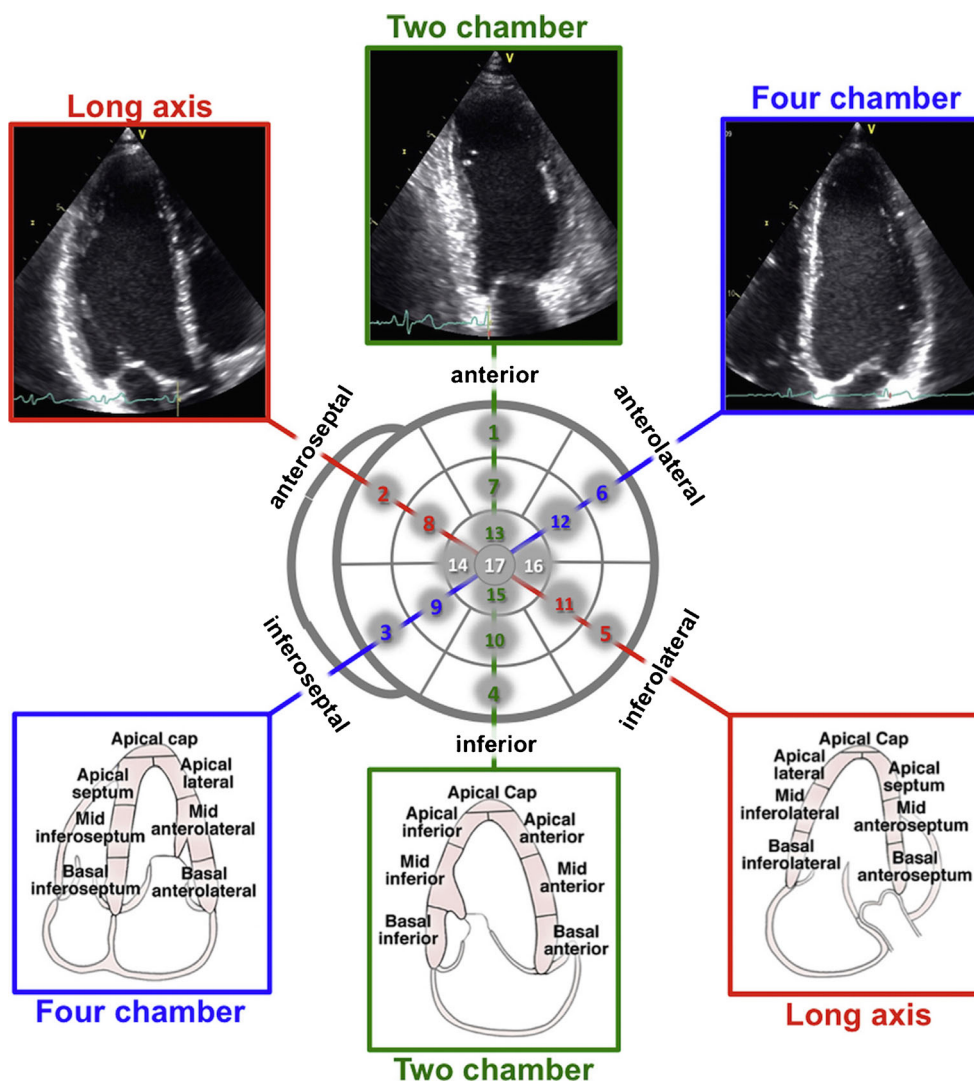 Two chamber
Long axis
Four chamber
V
V
V
5
5
5
10
anterior
anteroseptal
anterolateral
1
2
7
6
8
12
13
14
17
16
15
9
11
3
10
5
4
inferoseptal
inferolateral
inferior
Apical cap
Apical
septum
Apical
lateral
Mid
inferoseptum
Mid
anterolateral
Basal
inferoseptum
Basal
anterolateral
Four chamber
Apical Cap
Apical
inferior
Apical
anterior
Mid
inferior
Mid
anterior
Basal
inferior
Basal
anterior
Two chamber
Apical Cap
Apical
lateral
Apical
septum
Mid
inferolateral
Mid
anteroseptum
Basal
inferolateral
Basal
anteroseptum
Long axis